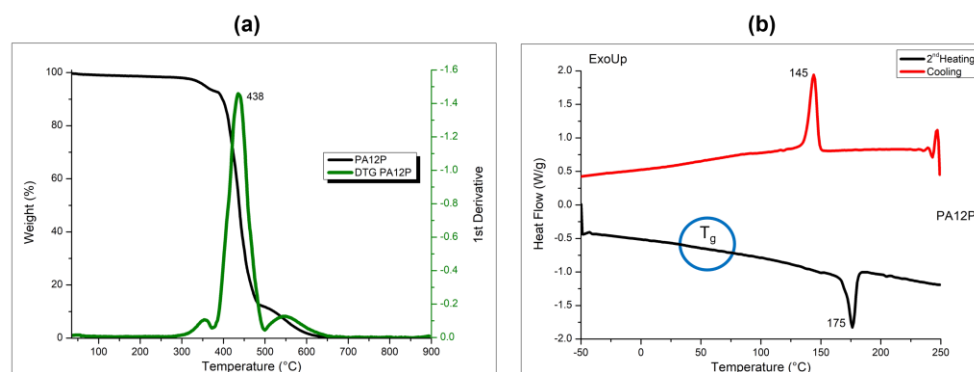 (a)
(b)
100
80
60
40
20
0
Weight (%)
100 200 300 400 500 600 700 800 900
Temperature (°C)
-1.6
-1.4
-1.2
-1.0
-0.8
-0.6
-0.4
-0.2
0.0
1st Derivative
438
PA12P
DTG PA12P
ExoUp
2nd Heating
Cooling
2.0
1.5
1.0
0.5
0.0
-0.5
-1.0
-1.5
-2.0
Heat Flow (W/g)
145
PA12P
Tg
175
-50 0 50 100 150 200 250
Temperature (°C)